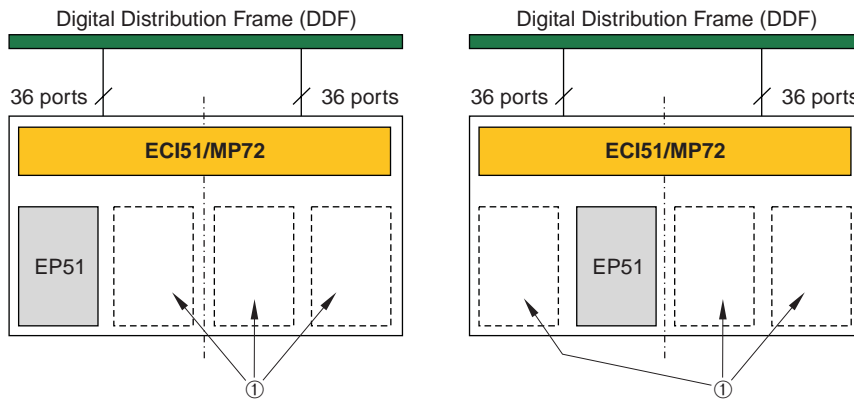 Digital Distribution Frame (DDF)
36 ports
36 ports
ECI51/MP72
EP51
①
Digital Distribution Frame (DDF)
36 ports
36 ports
ECI51/MP72
EP51
①